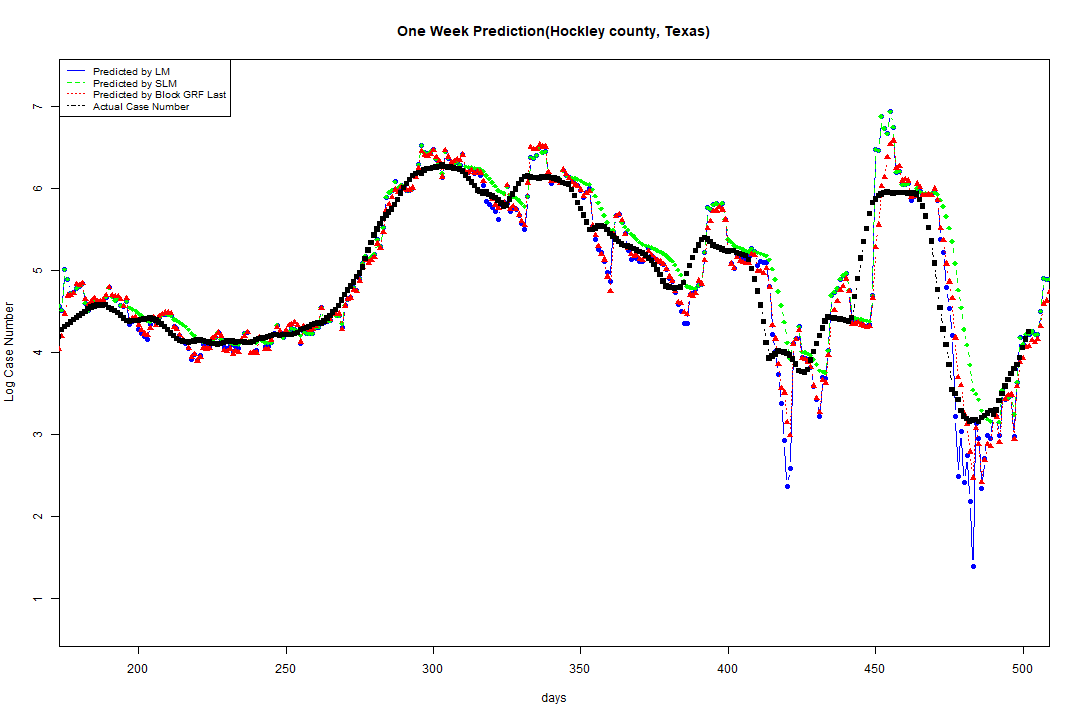 One Week Prediction(Hockley county, Texas)
Predicted by LM
Predicted by SLM
Predicted by Block GRF Last
Actual Case Number
7
6
5
4
3
2
1
Log Case Number
200 250 300 350 400 450 500
days